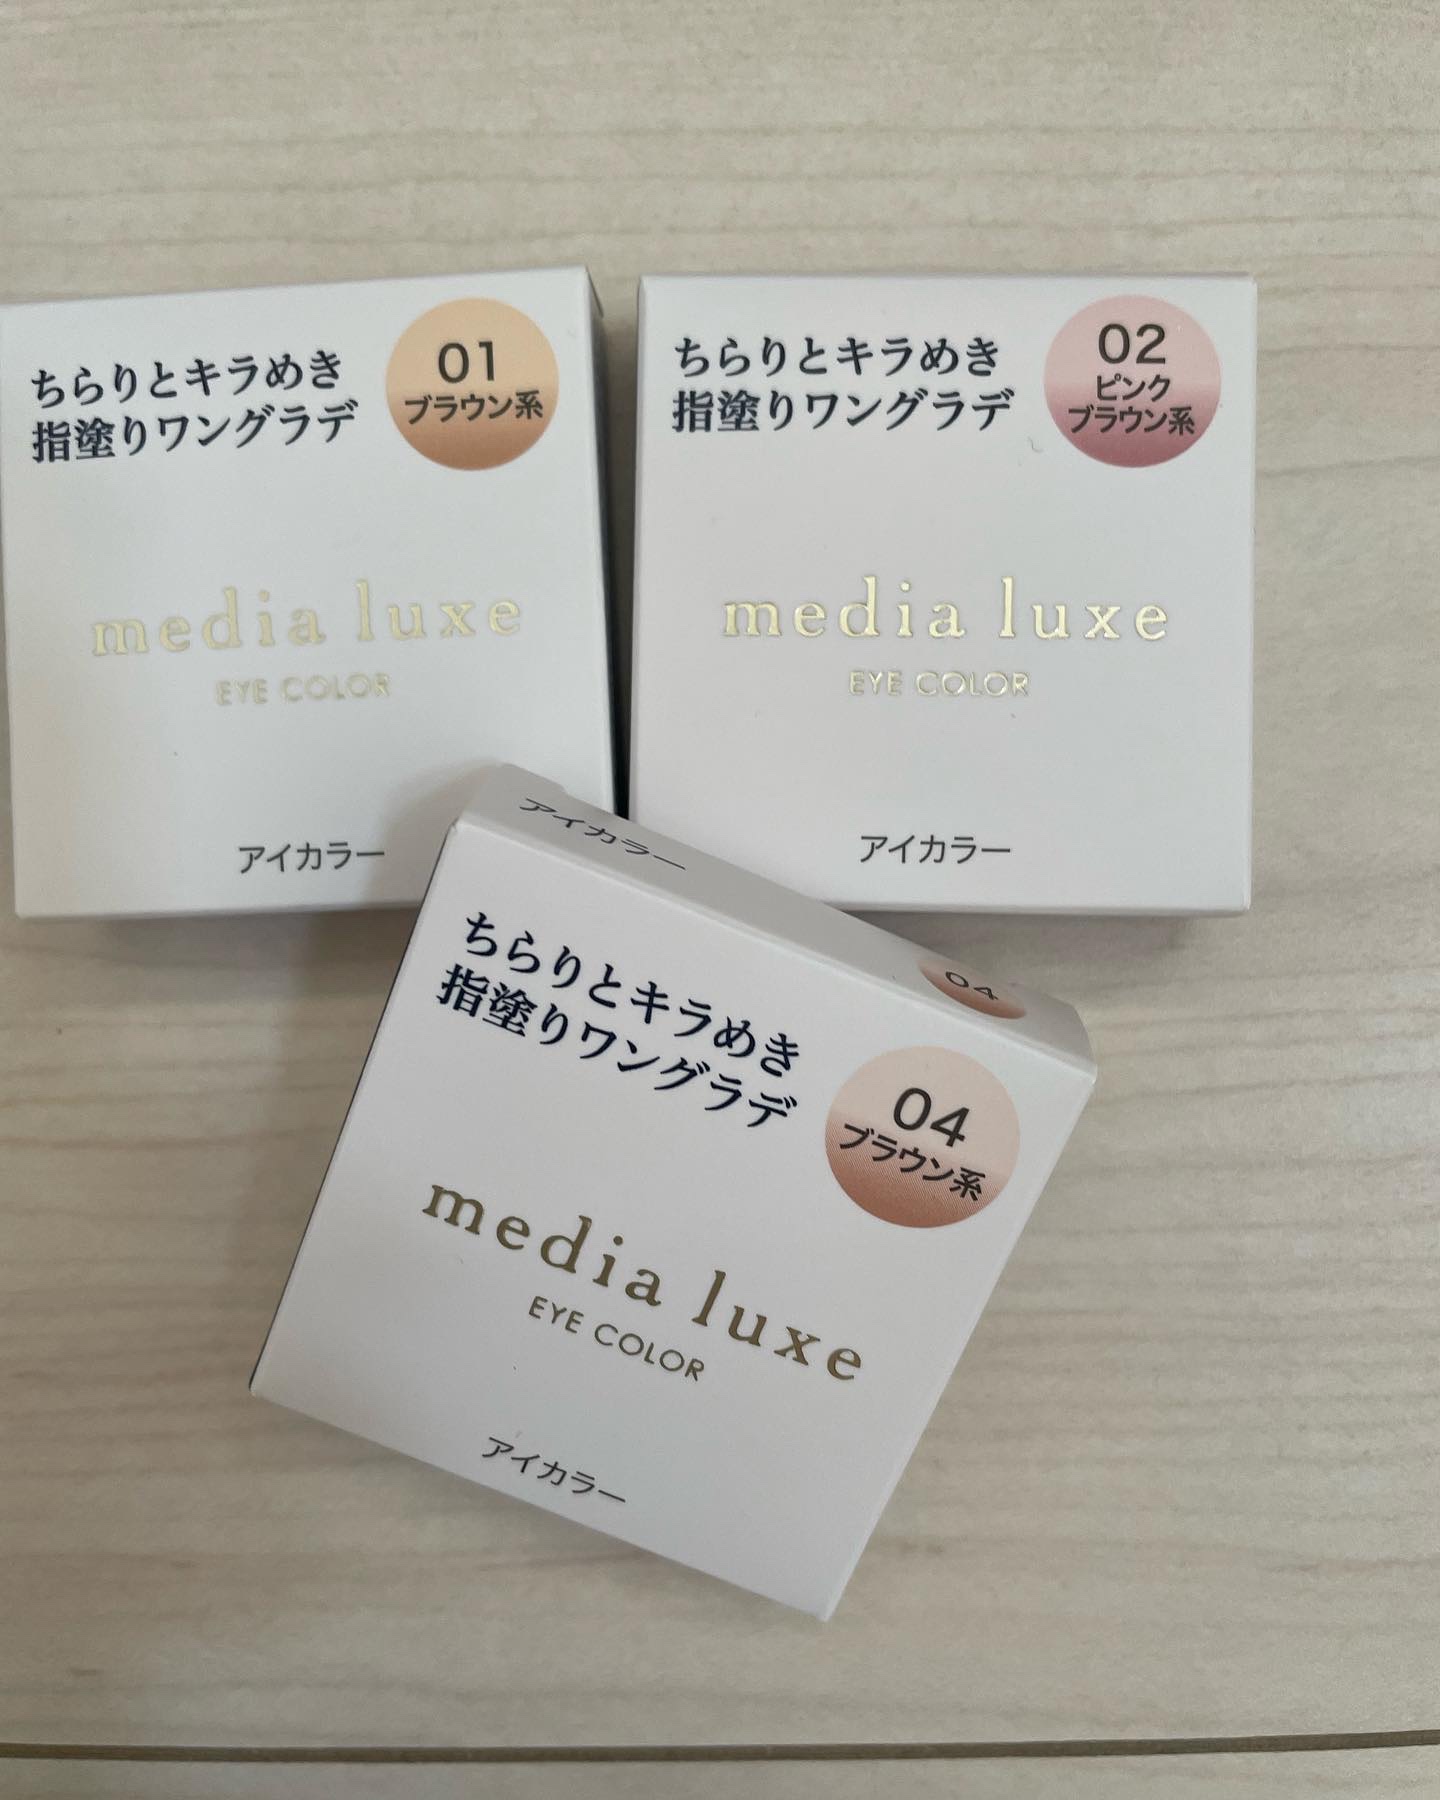 ちらりとキラめき
指塗りワングラデ
01
ブラウン系
media luxe
EYE COLOR
アイカラー
ちらりとキラめき
指塗りワングラデ
02
ピンク
ブラウン系
media luxe
EYE COLOR
アイカラー
アイカラー
04
ちらりとキラめき
指塗りワングラデ
04
ブラウン系
media luxe
EYE COLOR
アイカラー